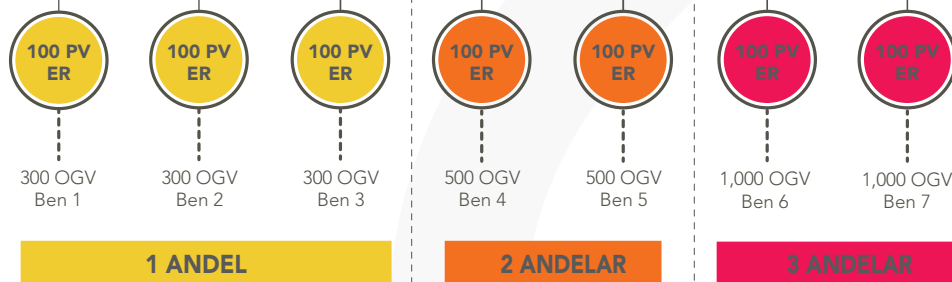 100 PV
ER
100 PV
ER
100 PV
ER
100 PV
ER
100 PV
ER
100 PV
ER
100 PV
ER
300 OGV
Ben 1
300 OGV
Ben 2
300 OGV
Ben 3
500 OGV
Ben 4
500 OGV
Ben 5
1,000 OGV
Ben 6
1,000 OGV
Ben 7
1 ANDEL
2 ANDELAR
3 ANDELAR